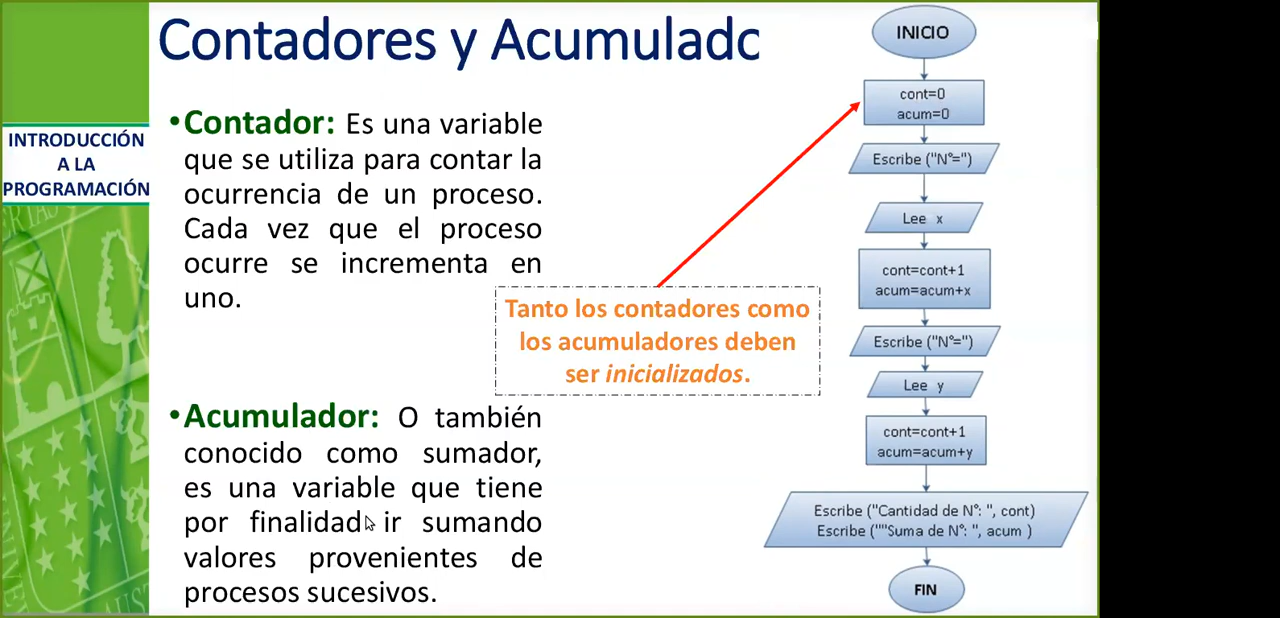 Contadores y Acumuladc
INTRODUCCIÓN
A LA
PROGRAMACIÓN
•Contador: Es una variable
que se utiliza para contar la
ocurrencia de un proceso.
Cada vez que el proceso
ocurre se incrementa en
uno.
Tanto los contadores como
los acumuladores deben
ser inicializados.
•Acumulador: O también
conocido como sumador,
es una variable que tiene
por finalidad ir sumando
valores provenientes de
procesos sucesivos.
INICIO
cont=0
acum=0
Escribe ("N°=")
Lee x
cont=cont+1
acum=acum+x
Escribe ("N°=")
Lee y
cont=cont+1
acum=acum+y
Escribe ("Cantidad de N°: ", cont)
Escribe (""Suma de N°: ", acum )
FIN